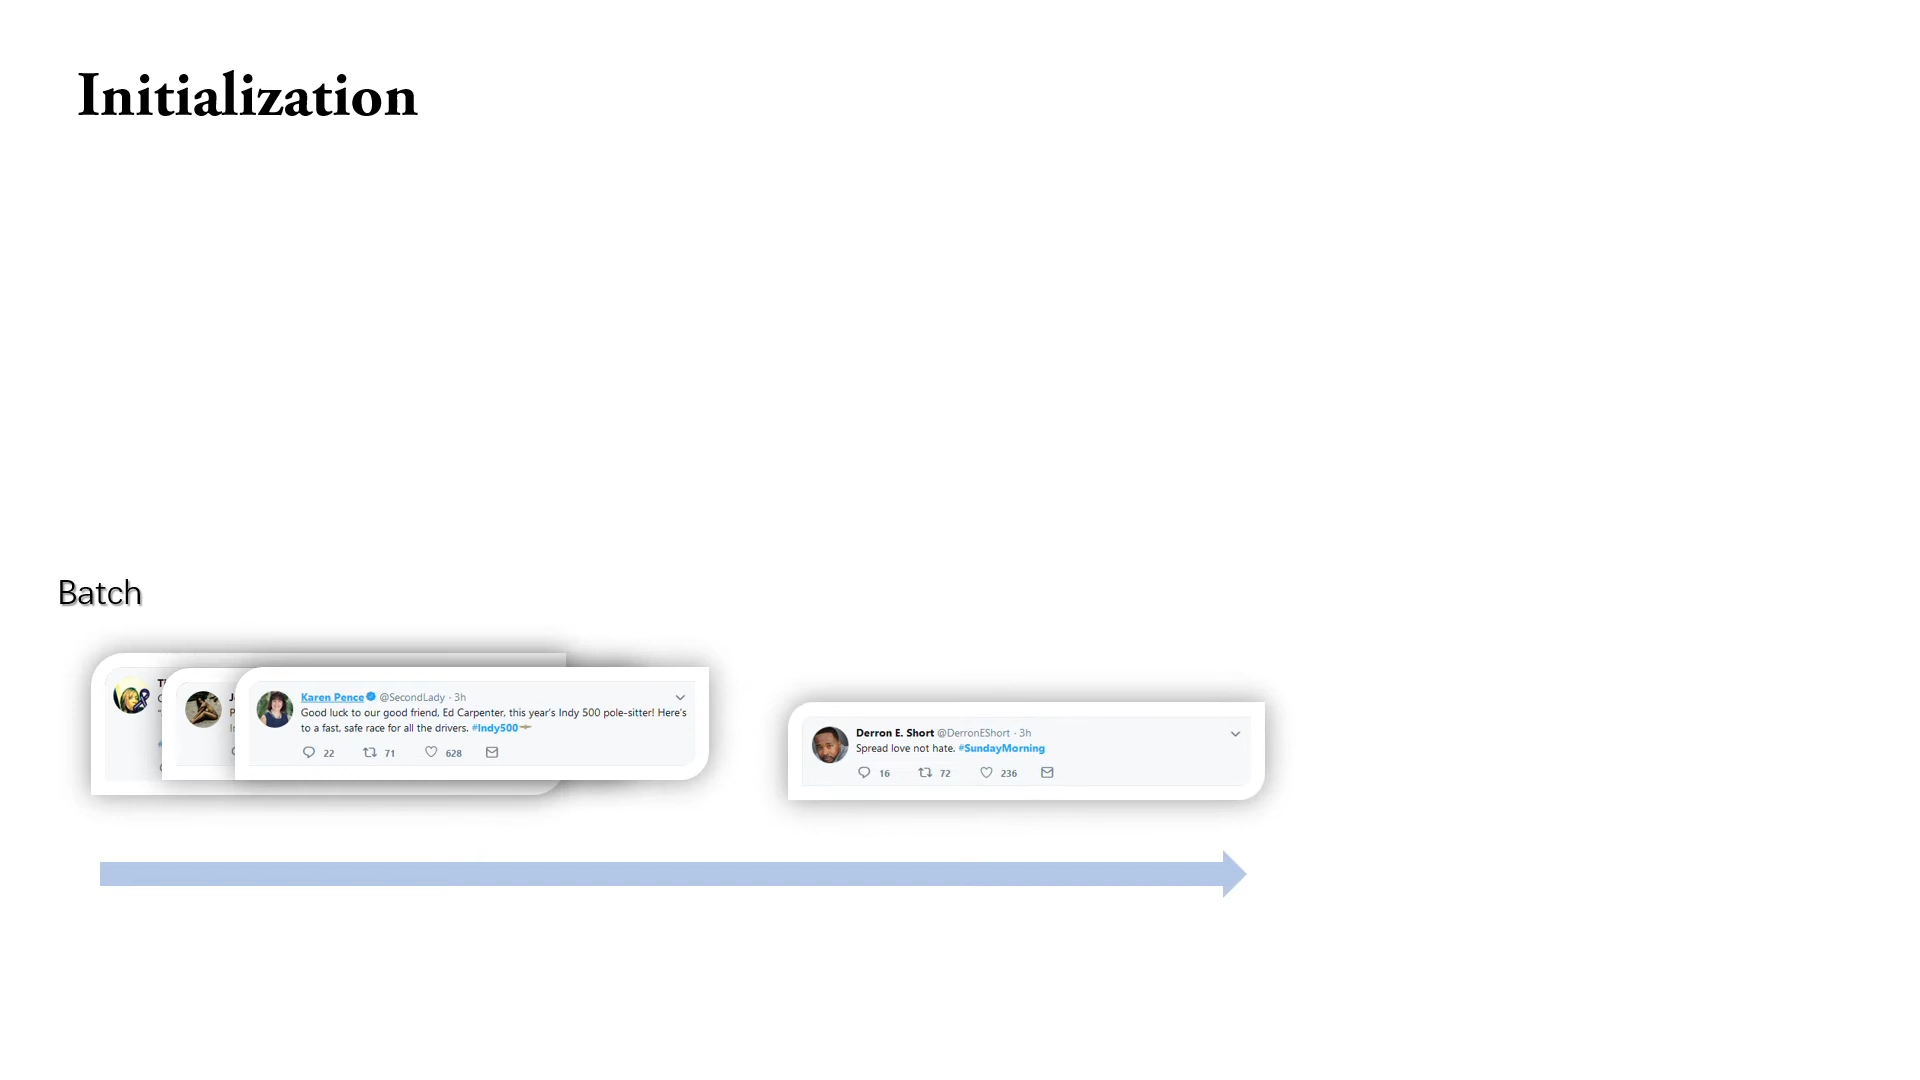 Initialization
Batch
Karen Pence @SecondLady · 3h
Good luck to our good friend, Ed Carpenter, this year's Indy 500 pole-sitter! Here's
to a fast, safe race for all the drivers. #Indy500
22 71 628
Derron E. Short @DerronEShort · 3h
Spread love not hate. #SundayMorning
16 72 236